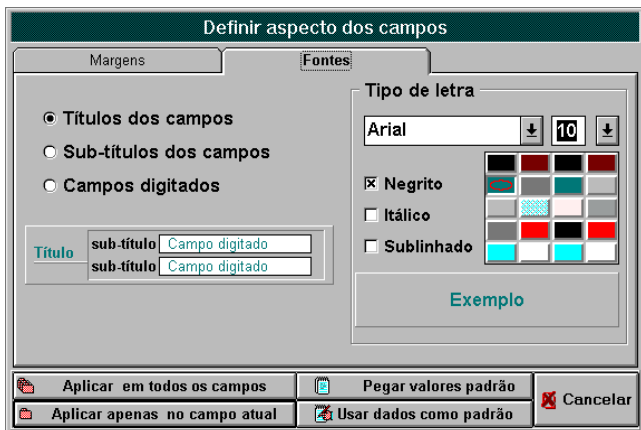 Definir aspecto dos campos
Margens
Fontes
Títulos dos campos
Sub-títulos dos campos
Campos digitados
Título
sub-título Campo digitado
sub-título Campo digitado
Tipo de letra
Arial 10
Negrito
Itálico
Sublinhado
Exemplo
Aplicar em todos os campos
Pegar valores padrão
Cancelar
Aplicar apenas no campo atual
Usar dados como padrão